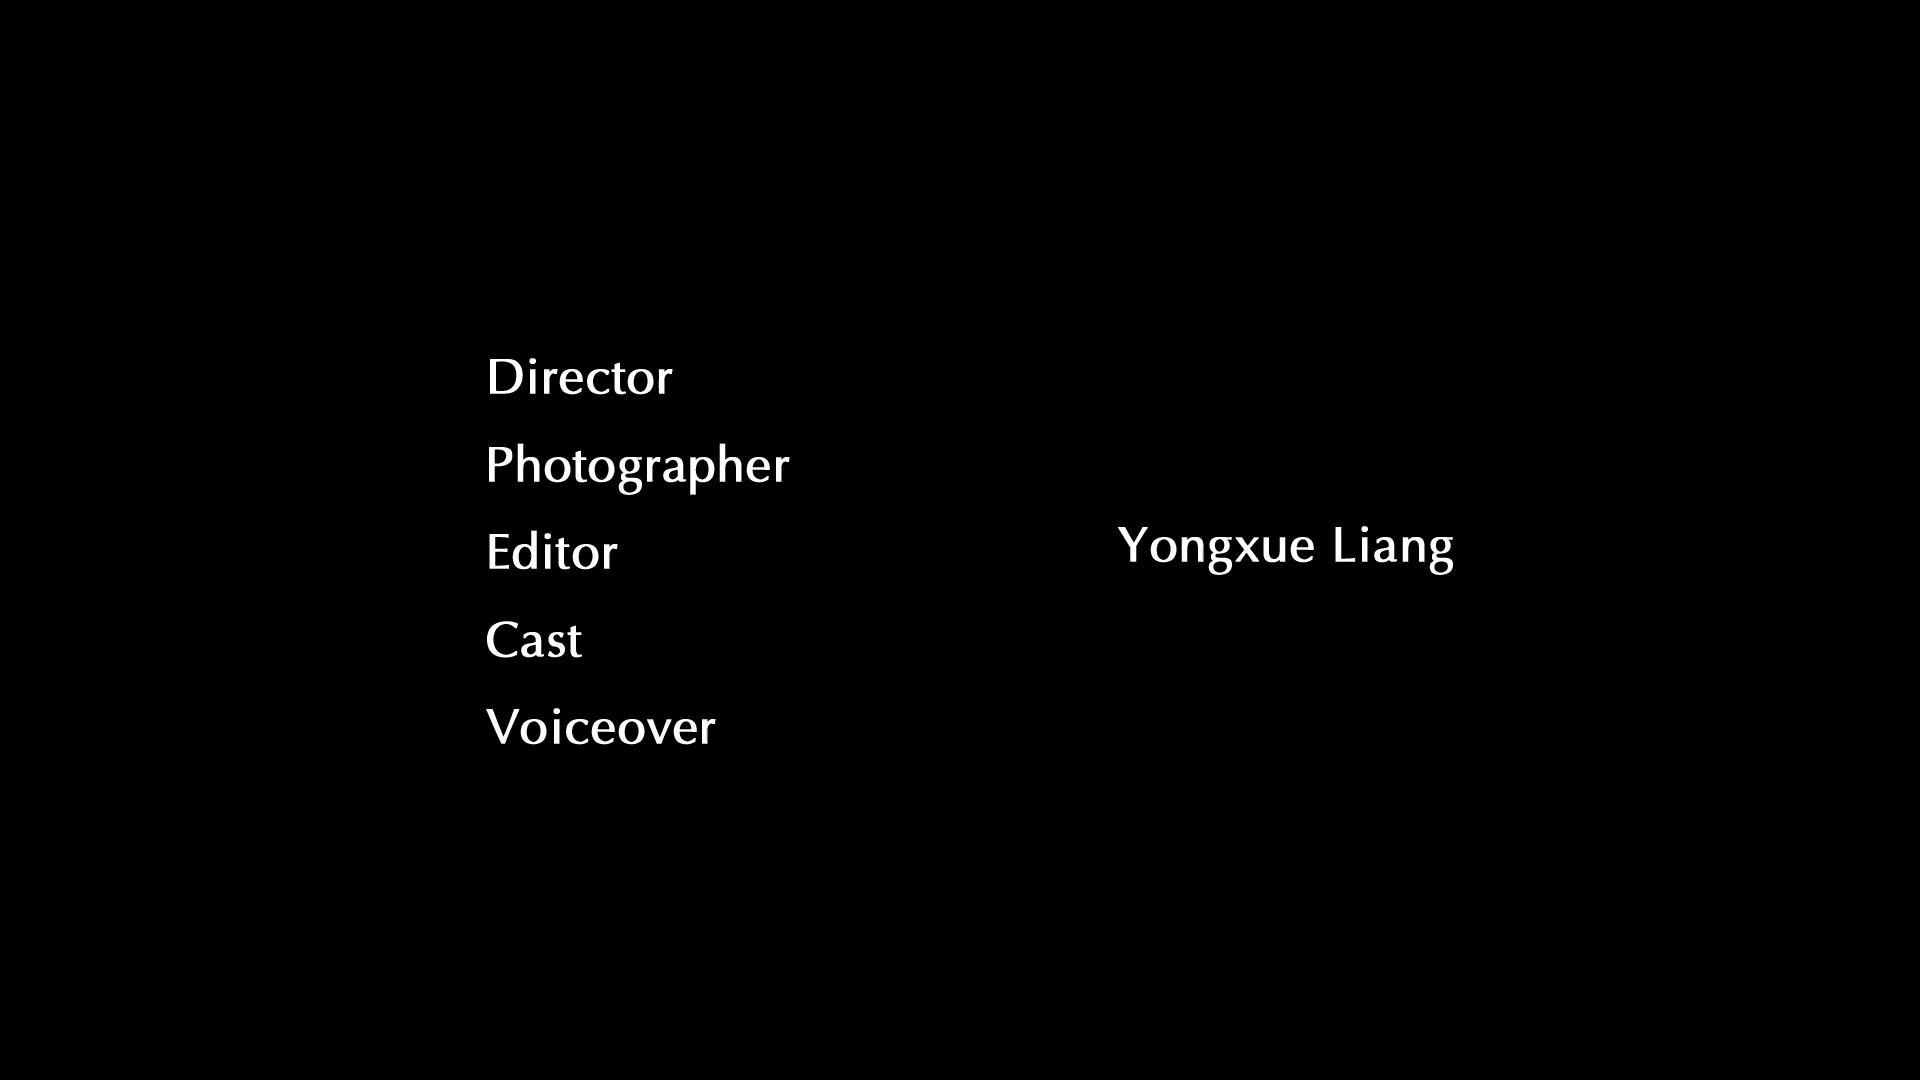 Director
Photographer
Editor
Yongxue Liang
Cast
Voiceover